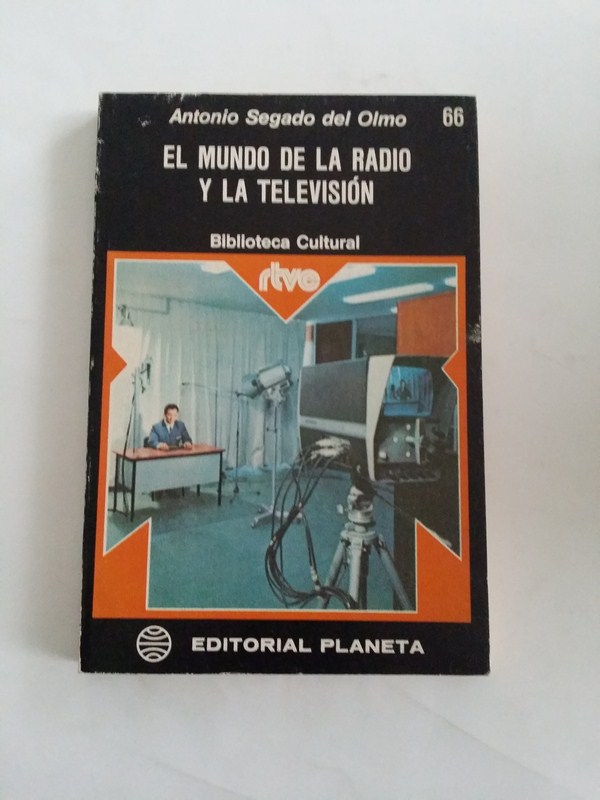 Antonio Segado del Olmo 66
EL MUNDO DE LA RADIO
Y LA TELEVISIÓN
Biblioteca Cultural
rtve
EDITORIAL PLANETA